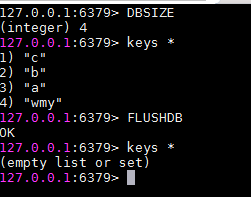 127.0.0.1:6379> DBSIZE
(integer) 4
127.0.0.1:6379> keys *
1) "c"
2) "b"
3) "a"
4) "wmy"
127.0.0.1:6379> FLUSHDB
OK
127.0.0.1:6379> keys *
(empty list or set)
127.0.0.1:6379>